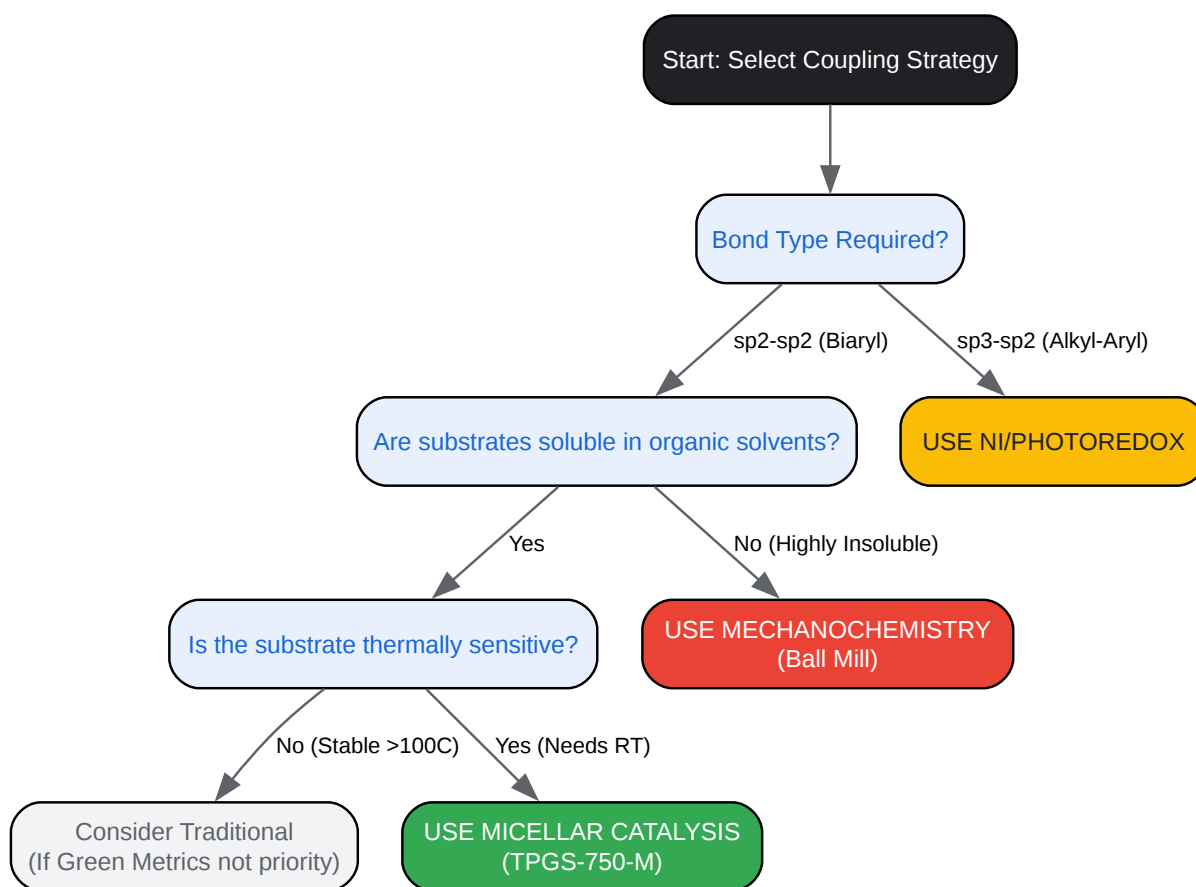 Start: Select Coupling Strategy
Bond Type Required?
sp2-sp2 (Biaryl)
sp3-sp2 (Alkyl-Aryl)
Are substrates soluble in organic solvents?
USE NI/PHOTOREDOX
Yes
No (Highly Insoluble)
Is the substrate thermally sensitive?
USE MECHANOCHEMISTRY
(Ball Mill)
No (Stable >100C)
Yes (Needs RT)
Consider Traditional
(If Green Metrics not priority)
USE MICELLAR CATALYSIS
(TPGS-750-M)